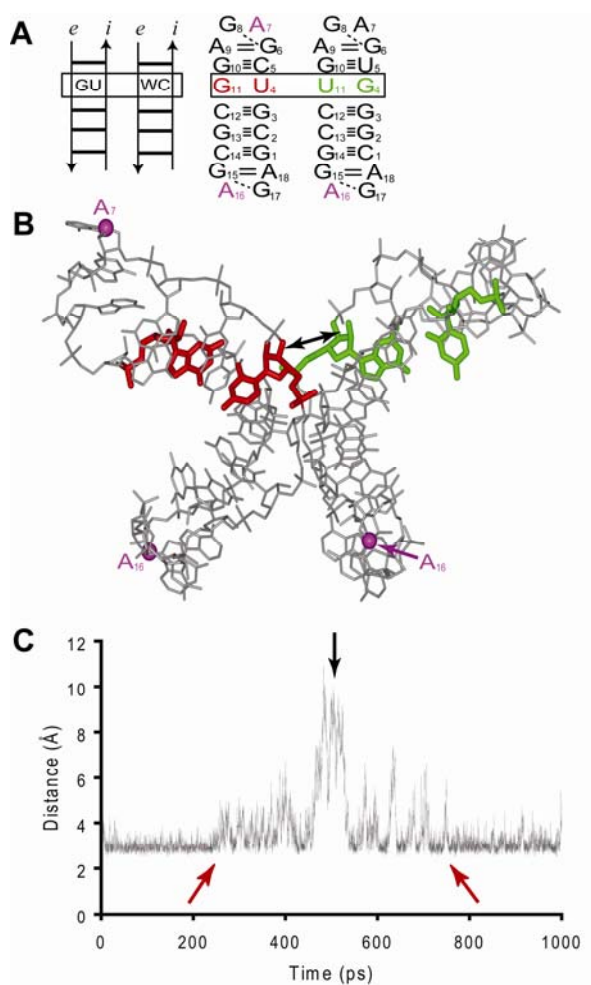 A
e i e i
GU WC
G8 A7
A9=G6
G10≡C5
G11 U4
C12≡G3
G13≡C2
C14≡G1
G15=A18
A16 G17
G8 A7
A9=G6
G10≡U5
U11 G4
C12≡G3
C13≡G2
G14≡C1
G15=A18
A16 G17
B
A7
A16
A16
C
12
10
8
6
4
2
0
Distance (Å)
0 200 400 600 800 1000
Time (ps)